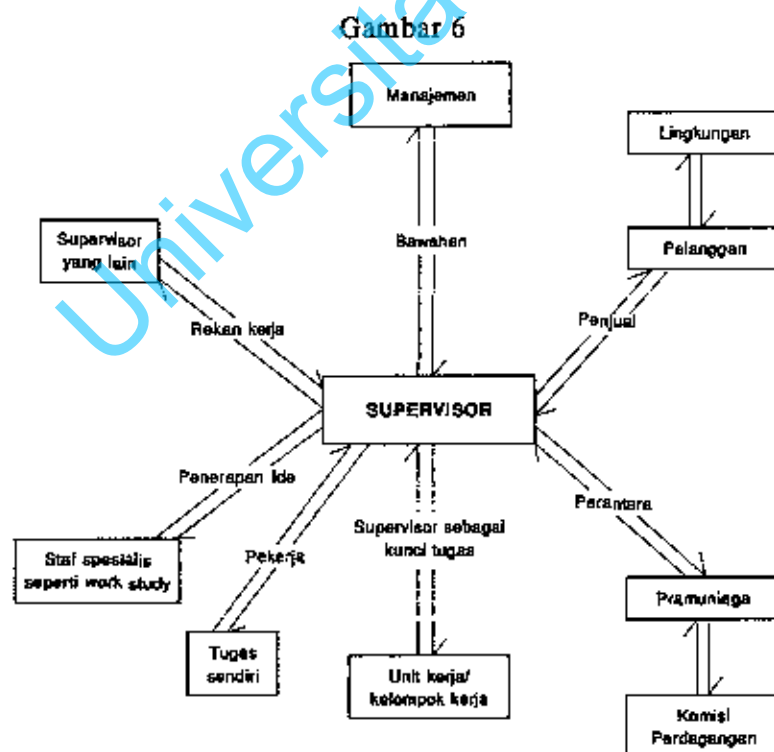 Gambar 6
Universita
Manajemen
Lingkungan
Supervisor
yang lain
Bawahan
Pelanggan
Rekan kerja
Penjual
SUPERVISOR
Penerapan Ide
Supervisor sebagai
kunci tugas
Perantara
Pekerja
Staf spesialis
seperti work study
Pramuniaga
Tugas
sendiri
Unit kerja/
kelompok kerja
Komisi
Perdagangan